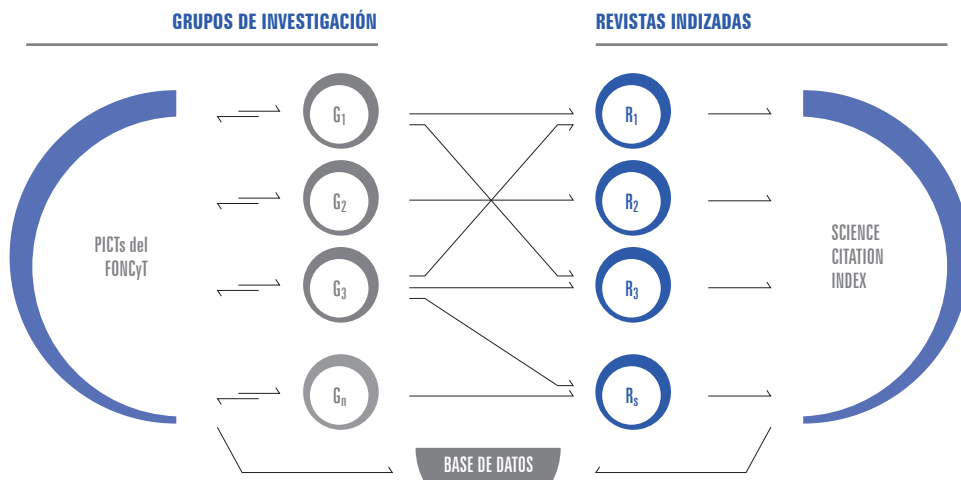 GRUPOS DE INVESTIGACIÓN
REVISTAS INDIZADAS
PICTs del
FONCyT
G1
G2
G3
Gn
R1
R2
R3
Rs
SCIENCE
CITATION
INDEX
BASE DE DATOS